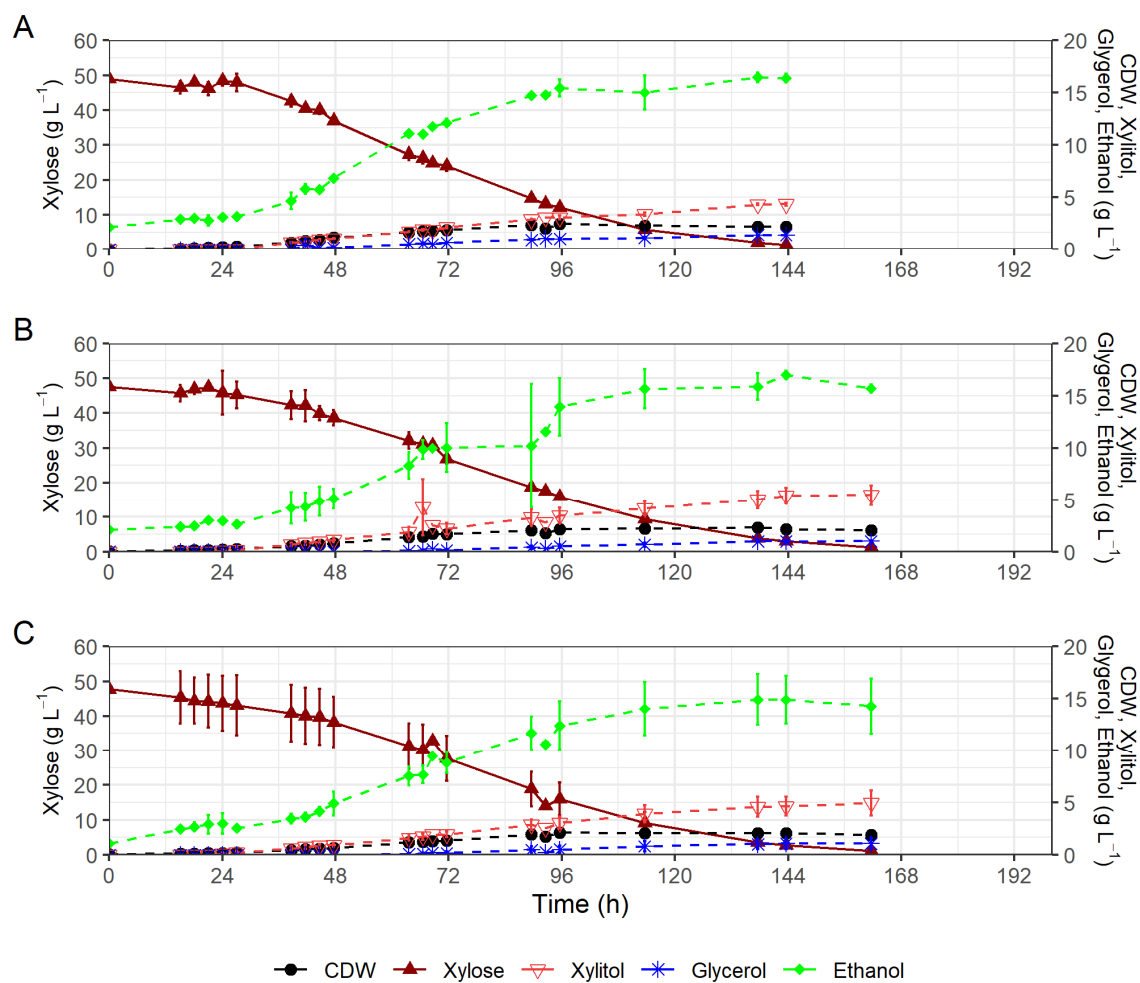 A
60
50
40
30
20
10
0
Xylose (g L⁻¹)
20
15
10
5
0
CDW, Xylitol,
Glygerol, Ethanol (g L⁻¹)
0 24 48 72 96 120 144 168 192
B
60
50
40
30
20
10
0
Xylose (g L⁻¹)
20
15
10
5
0
CDW, Xylitol,
Glygerol, Ethanol (g L⁻¹)
0 24 48 72 96 120 144 168 192
C
60
50
40
30
20
10
0
Xylose (g L⁻¹)
20
15
10
5
0
CDW, Xylitol,
Glygerol, Ethanol (g L⁻¹)
0 24 48 72 96 120 144 168 192
Time (h)
CDW Xylose Xylitol Glycerol Ethanol